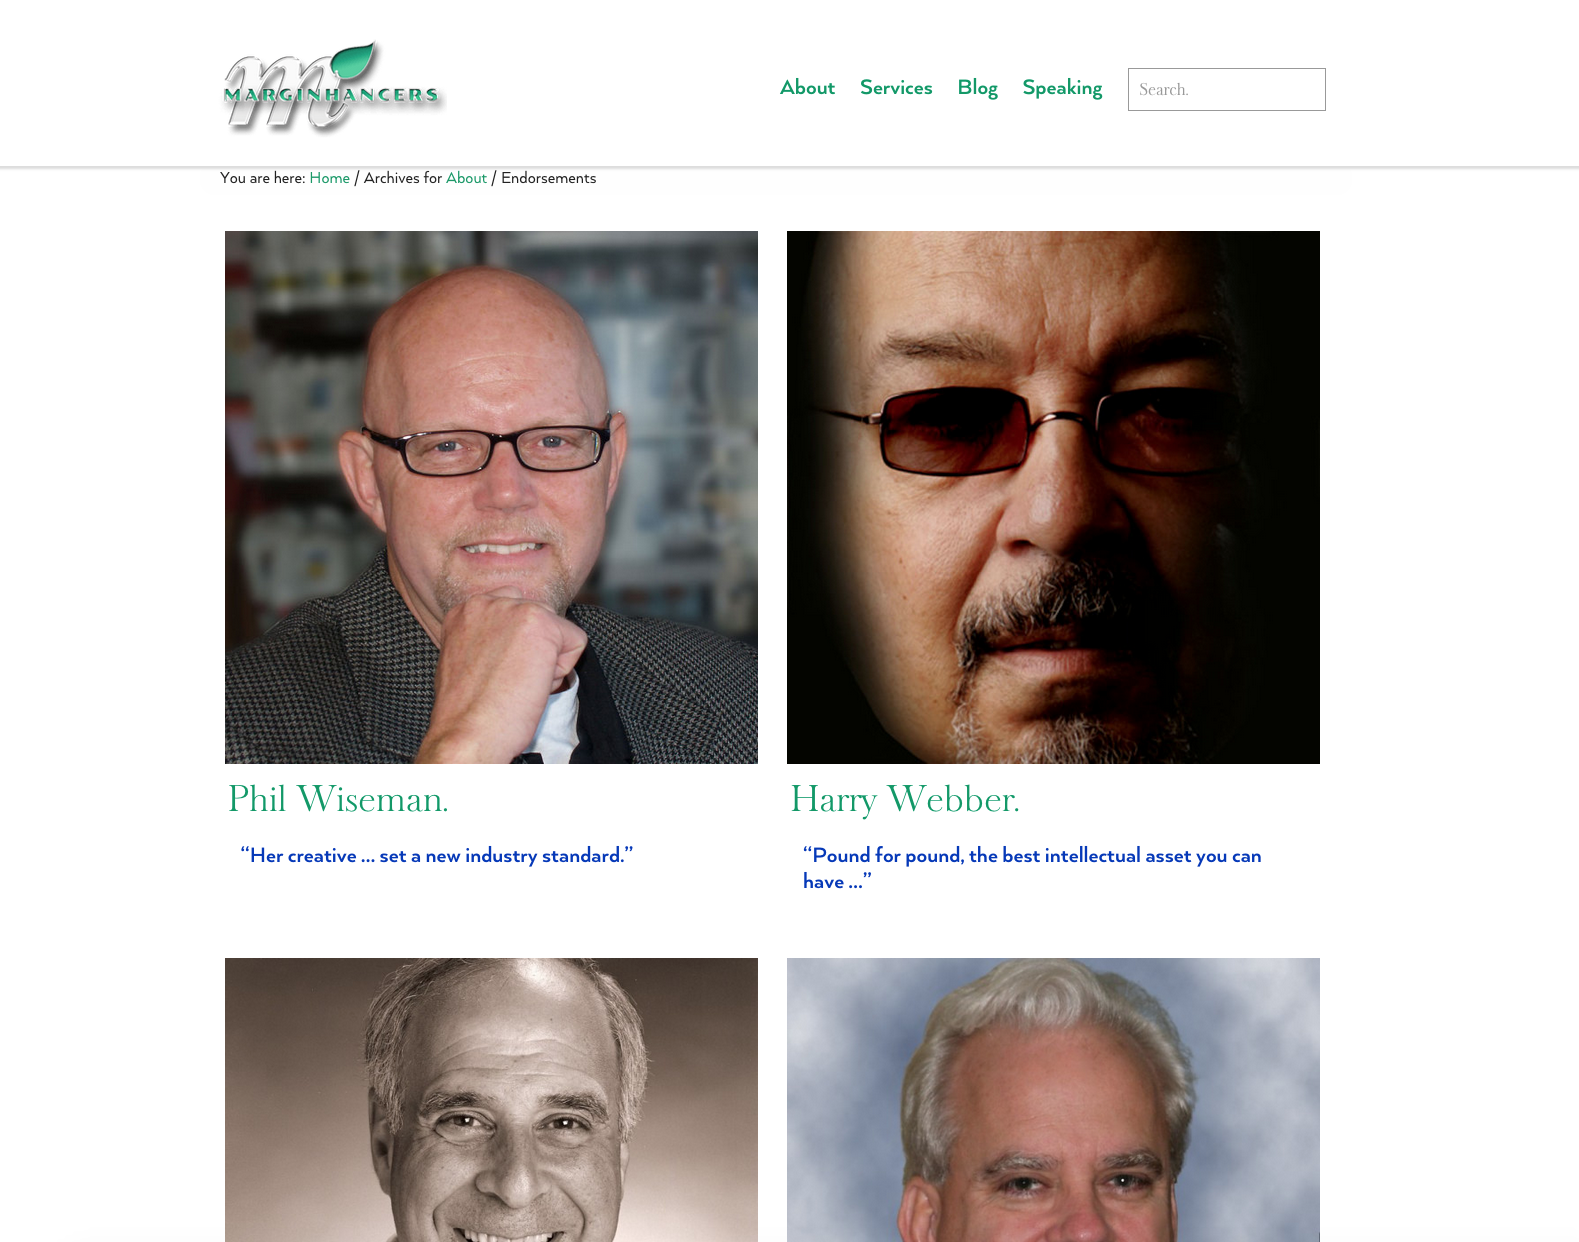 m
MARGINHANCERS
About Services Blog Speaking Search.
You are here: Home / Archives for About / Endorsements
Phil Wiseman.
Harry Webber.
“Her creative ... set a new industry standard.”
“Pound for pound, the best intellectual asset you can
have ...”